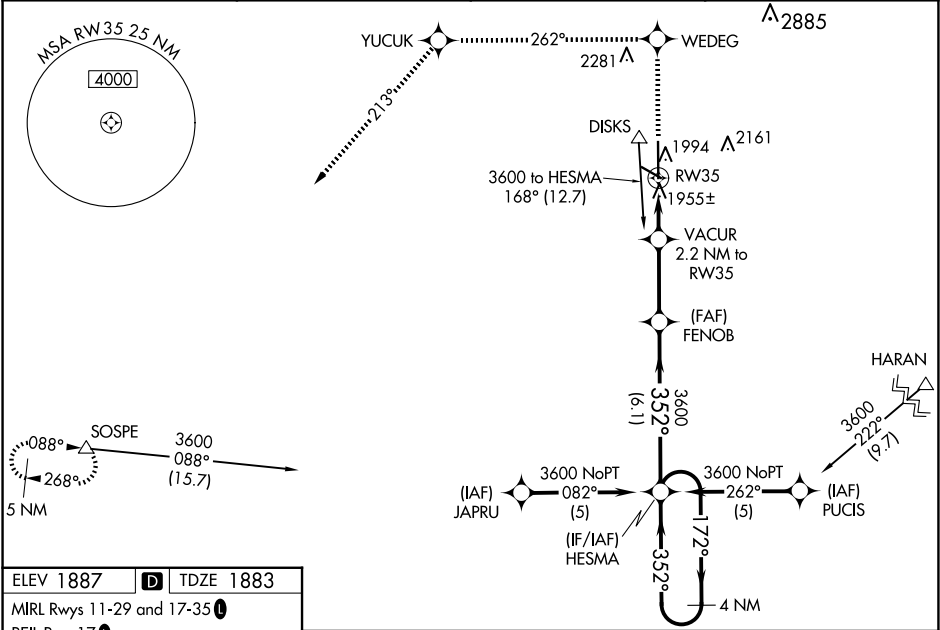 MSA RW35 25 NM
4000
YUCUK
262°
WEDEG
2281
2885
213°
DISKS
1994
2161
3600 to HESMA
168° (12.7)
RW35
1955±
VACUR
2.2 NM to
RW35
(FAF)
FENOB
HARAN
3600
222°
(9.7)
3600
352°
(6.1)
SOSPE
088°
268°
5 NM
3600
088°
(15.7)
(IAF)
JAPRU
3600 NoPT
082°
(5)
3600 NoPT
262°
(5)
(IAF)
PUCIS
(IF/IAF)
HESMA
352°
172°
4 NM
ELEV 1887 D TDZE 1883
MIRL Rwys 11-29 and 17-35 L